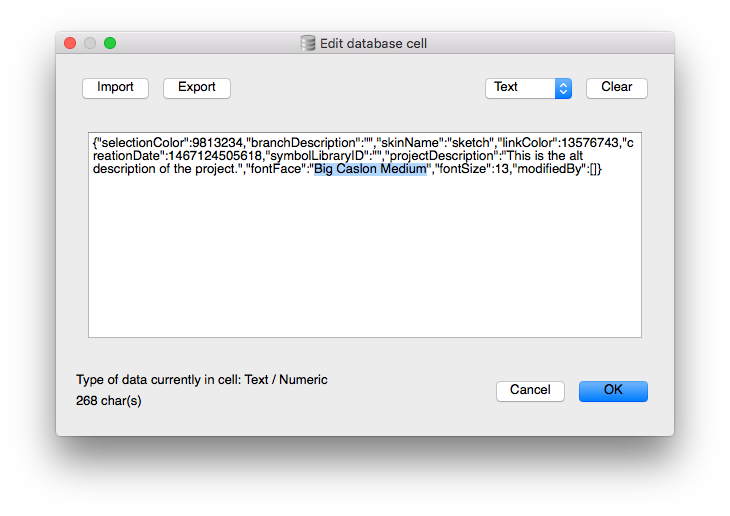 Edit database cell
Import Export Text Clear
{"selectionColor":9813234,"branchDescription":"","skinName":"sketch","linkColor":13576743,"c
reationDate":1467124505618,"symbolLibraryID":"","projectDescription":"This is the alt
description of the project.","fontFace":"Big Caslon Medium","fontSize":13,"modifiedBy":[]}
Type of data currently in cell: Text / Numeric
268 char(s)
Cancel OK